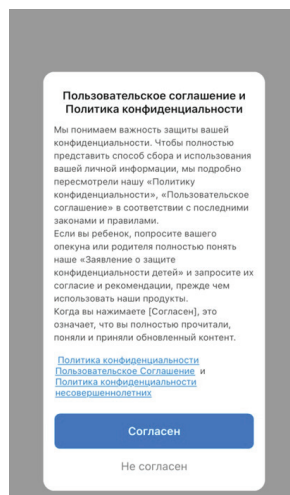 Пользовательское соглашение и
Политика конфиденциальности
Мы понимаем важность защиты вашей
конфиденциальности. Чтобы полностью
представить способ сбора и использования
вашей личной информации, мы подробно
пересмотрели нашу «Политику
конфиденциальности», «Пользовательское
соглашение» в соответствии с последними
законами и правилами.
Если вы ребенок, попросите вашего
опекуна или родителя полностью понять
наше «Заявление о защите
конфиденциальности детей» и запросите их
согласие и рекомендации, прежде чем
использовать наши продукты.
Когда вы нажимаете [Согласен], это
означает, что вы полностью прочитали,
поняли и приняли обновленный контент.
Политика конфиденциальности
Пользовательское Соглашение и
Политика конфиденциальности
несовершеннолетних
Согласен
Не согласен